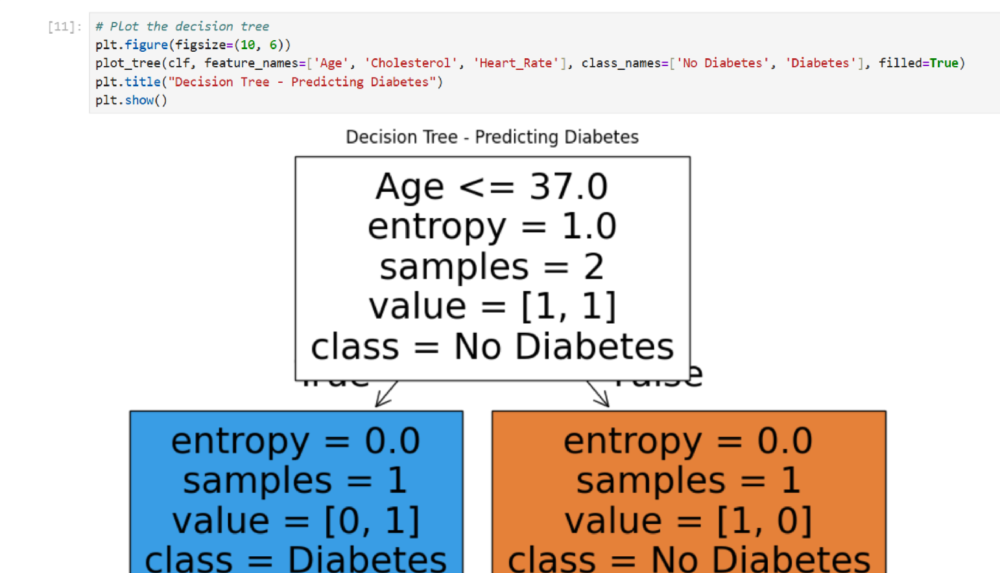 [11]: # Plot the decision tree
plt.figure(figsize=(10, 6))
plot_tree(clf, feature_names=['Age', 'Cholesterol', 'Heart_Rate'], class_names=['No Diabetes', 'Diabetes'], filled=True)
plt.title("Decision Tree - Predicting Diabetes")
plt.show()
Decision Tree - Predicting Diabetes
Age <= 37.0
entropy = 1.0
samples = 2
value = [1, 1]
class = No Diabetes
True False
entropy = 0.0
samples = 1
value = [0, 1]
class = Diabetes
entropy = 0.0
samples = 1
value = [1, 0]
class = No Diabetes